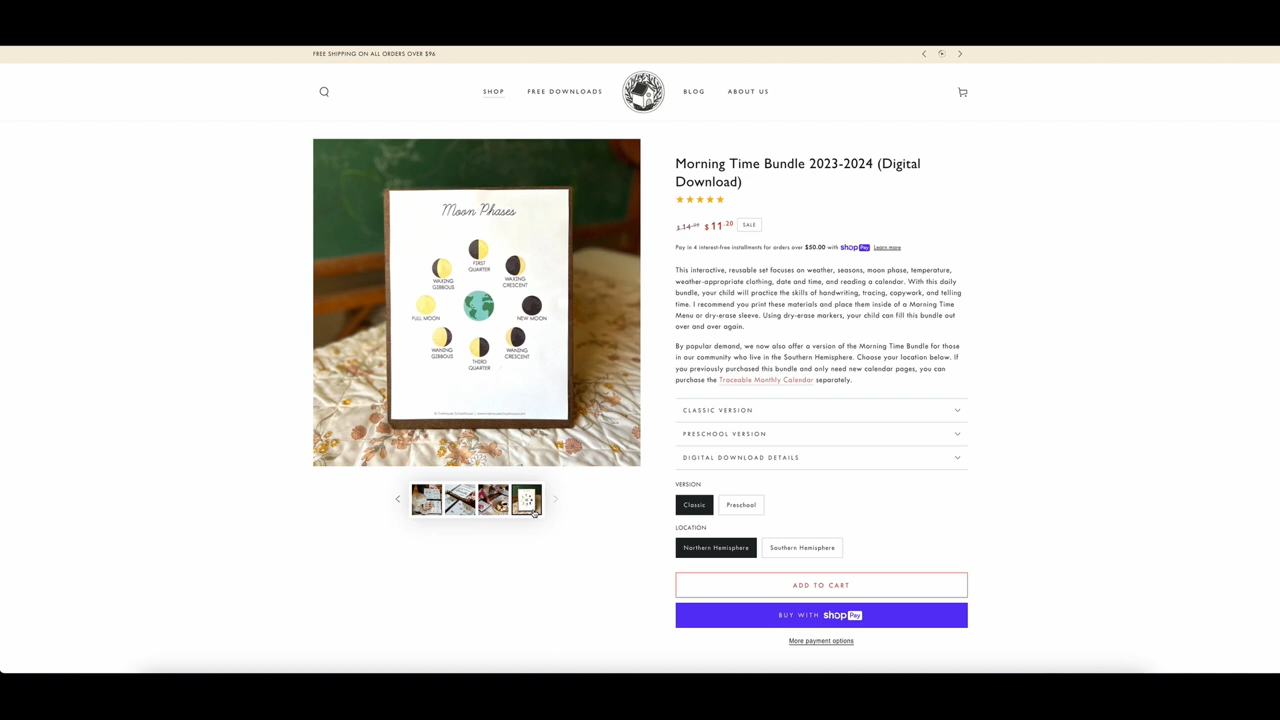 FREE SHIPPING ON ALL ORDERS OVER $96
SHOP
FREE DOWNLOADS
BLOG
ABOUT US
Moon Phases
FIRST
QUARTER
WAXING
GIBBOUS
WAXING
CRESCENT
FULL MOON
NEW MOON
WANING
GIBBOUS
WANING
CRESCENT
THIRD
QUARTER
Morning Time Bundle 2023-2024 (Digital
Download)
$11.20
SALE
Pay in 4 interest-free installments for orders over $50.00 with shop Pay Learn more
This interactive, reusable set focuses on weather, seasons, moon phase, temperature,
weather-appropriate clothing, date and time, and reading a calendar. With this daily
bundle, your child will practice the skills of handwriting, tracing, copywork, and telling
time. I recommend you print these materials and place them inside of a Morning Time
Menu or dry-erase sleeve. Using dry-erase markers, your child can fill this bundle out
over and over again.
By popular demand, we now also offer a version of the Morning Time Bundle for those
in our community who live in the Southern Hemisphere. Choose your location below. If
you previously purchased this bundle and only need new calendar pages, you can
purchase the Traceable Monthly Calendar separately.
CLASSIC VERSION
PRESCHOOL VERSION
DIGITAL DOWNLOAD DETAILS
VERSION
Classic
Preschool
LOCATION
Northern Hemisphere
Southern Hemisphere
ADD TO CART
BUY WITH shop Pay
More payment options